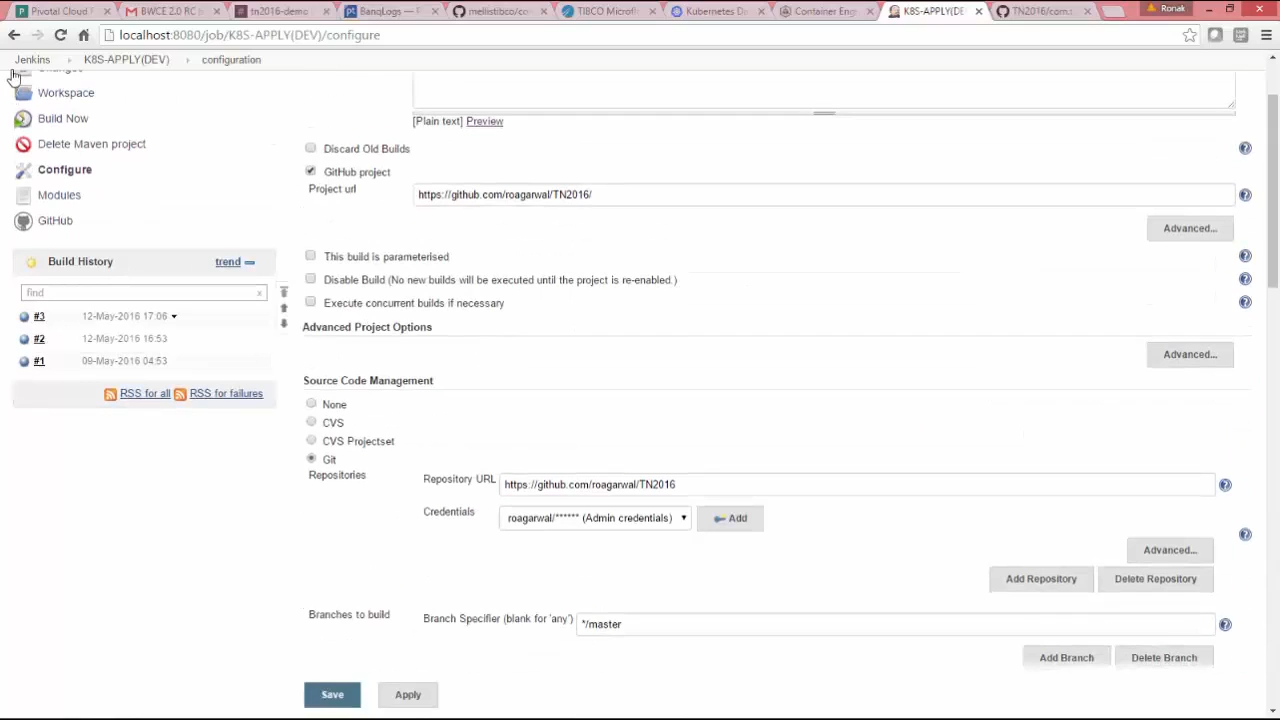 Pivotal Cloud F
BWCE 2.0 RC b
tn2016-demo
BanqLogs — P
mellistibco/co
TIBCO Microfl
Kubernetes D
Container Eng
K8S-APPLY(DE
TN2016/com.s
Ronak
localhost:8080/job/K8S-APPLY(DEV)/configure
Jenkins K8S-APPLY(DEV) configuration
Changes
Workspace
Build Now
Delete Maven project
Configure
Modules
GitHub
Build History trend
find x
#3 12-May-2016 17:06
#2 12-May-2016 16:53
#1 09-May-2016 04:53
RSS for all RSS for failures
[Plain text] Preview
Discard Old Builds
GitHub project
Project url https://github.com/roagarwal/TN2016/
Advanced...
This build is parameterised
Disable Build (No new builds will be executed until the project is re-enabled.)
Execute concurrent builds if necessary
Advanced Project Options
Advanced...
Source Code Management
None
CVS
CVS Projectset
Git
Repositories
Repository URL https://github.com/roagarwal/TN2016
Credentials roagarwal/****** (Admin credentials) Add
Advanced...
Add Repository Delete Repository
Branches to build
Branch Specifier (blank for 'any') */master
Add Branch Delete Branch
Save Apply